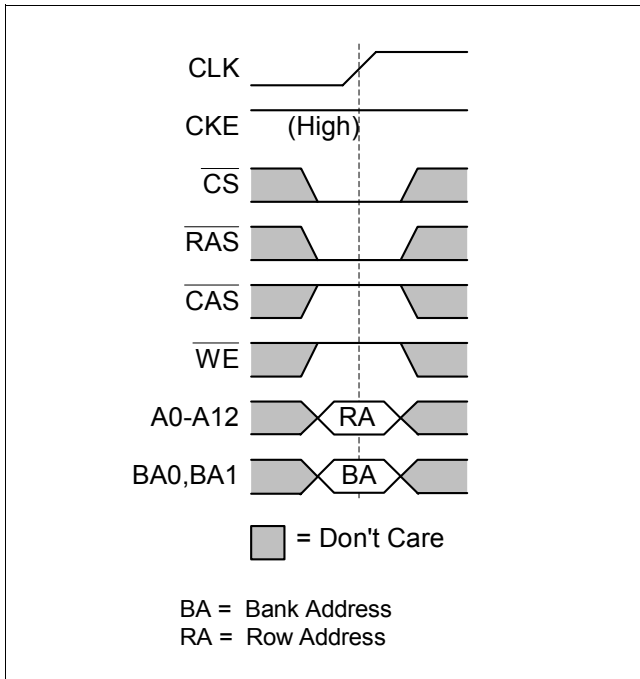 CLK
CKE (High)
CS
RAS
CAS
WE
A0-A12 RA
BA0,BA1 BA
= Don't Care
BA = Bank Address
RA = Row Address